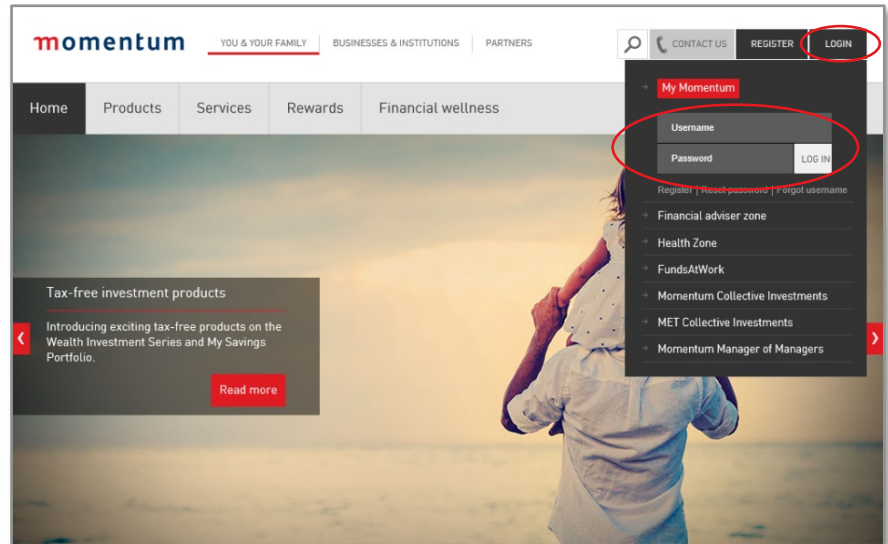 momentum
YOU & YOUR FAMILY
BUSINESSES & INSTITUTIONS
PARTNERS
CONTACT US
REGISTER
LOGIN
Home
Products
Services
Rewards
Financial wellness
My Momentum
Username
Password
LOG IN
Register | Reset password | Forgot username
Financial adviser zone
Health Zone
FundsAtWork
Momentum Collective Investments
MET Collective Investments
Momentum Manager of Managers
Tax-free investment products
Introducing exciting tax-free products on the
Wealth Investment Series and My Savings
Portfolio.
Read more